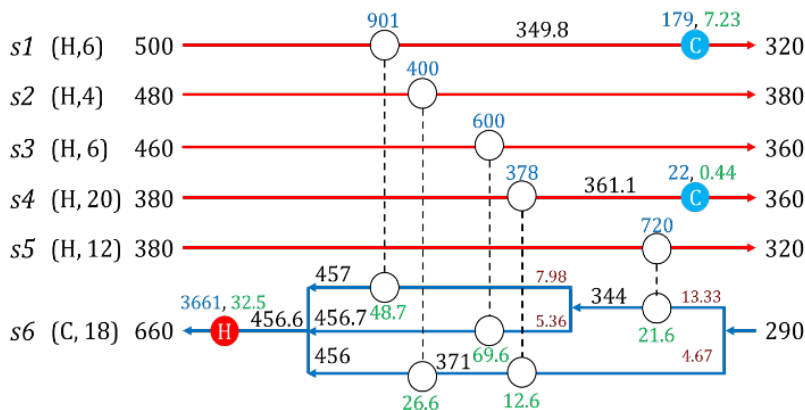 901 349.8 179, 7.23
s1 (H,6) 500 C 320
400
s2 (H,4) 480 380
600
s3 (H, 6) 460 360
378 361.1 22, 0.44
s4 (H, 20) 380 C 360
720
s5 (H, 12) 380 320
457 7.98 344 13.33
3661, 32.5 48.7
s6 (C, 18) 660 H 456.6 456.7 5.36 69.6 21.6 290
456 371 4.67
26.6 12.6